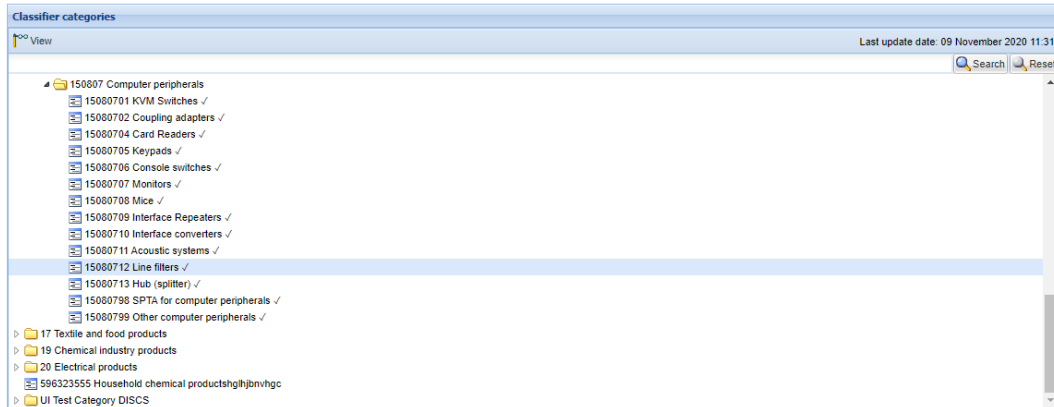 Classifier categories
View Last update date: 09 November 2020 11:31
Search Reset
150807 Computer peripherals
15080701 KVM Switches ✓
15080702 Coupling adapters ✓
15080704 Card Readers ✓
15080705 Keypads ✓
15080706 Console switches ✓
15080707 Monitors ✓
15080708 Mice ✓
15080709 Interface Repeaters ✓
15080710 Interface converters ✓
15080711 Acoustic systems ✓
15080712 Line filters ✓
15080713 Hub (splitter) ✓
15080798 SPTA for computer peripherals ✓
15080799 Other computer peripherals ✓
17 Textile and food products
19 Chemical industry products
20 Electrical products
596323555 Household chemical productshglhjbnvhgc
UI Test Category DISCS